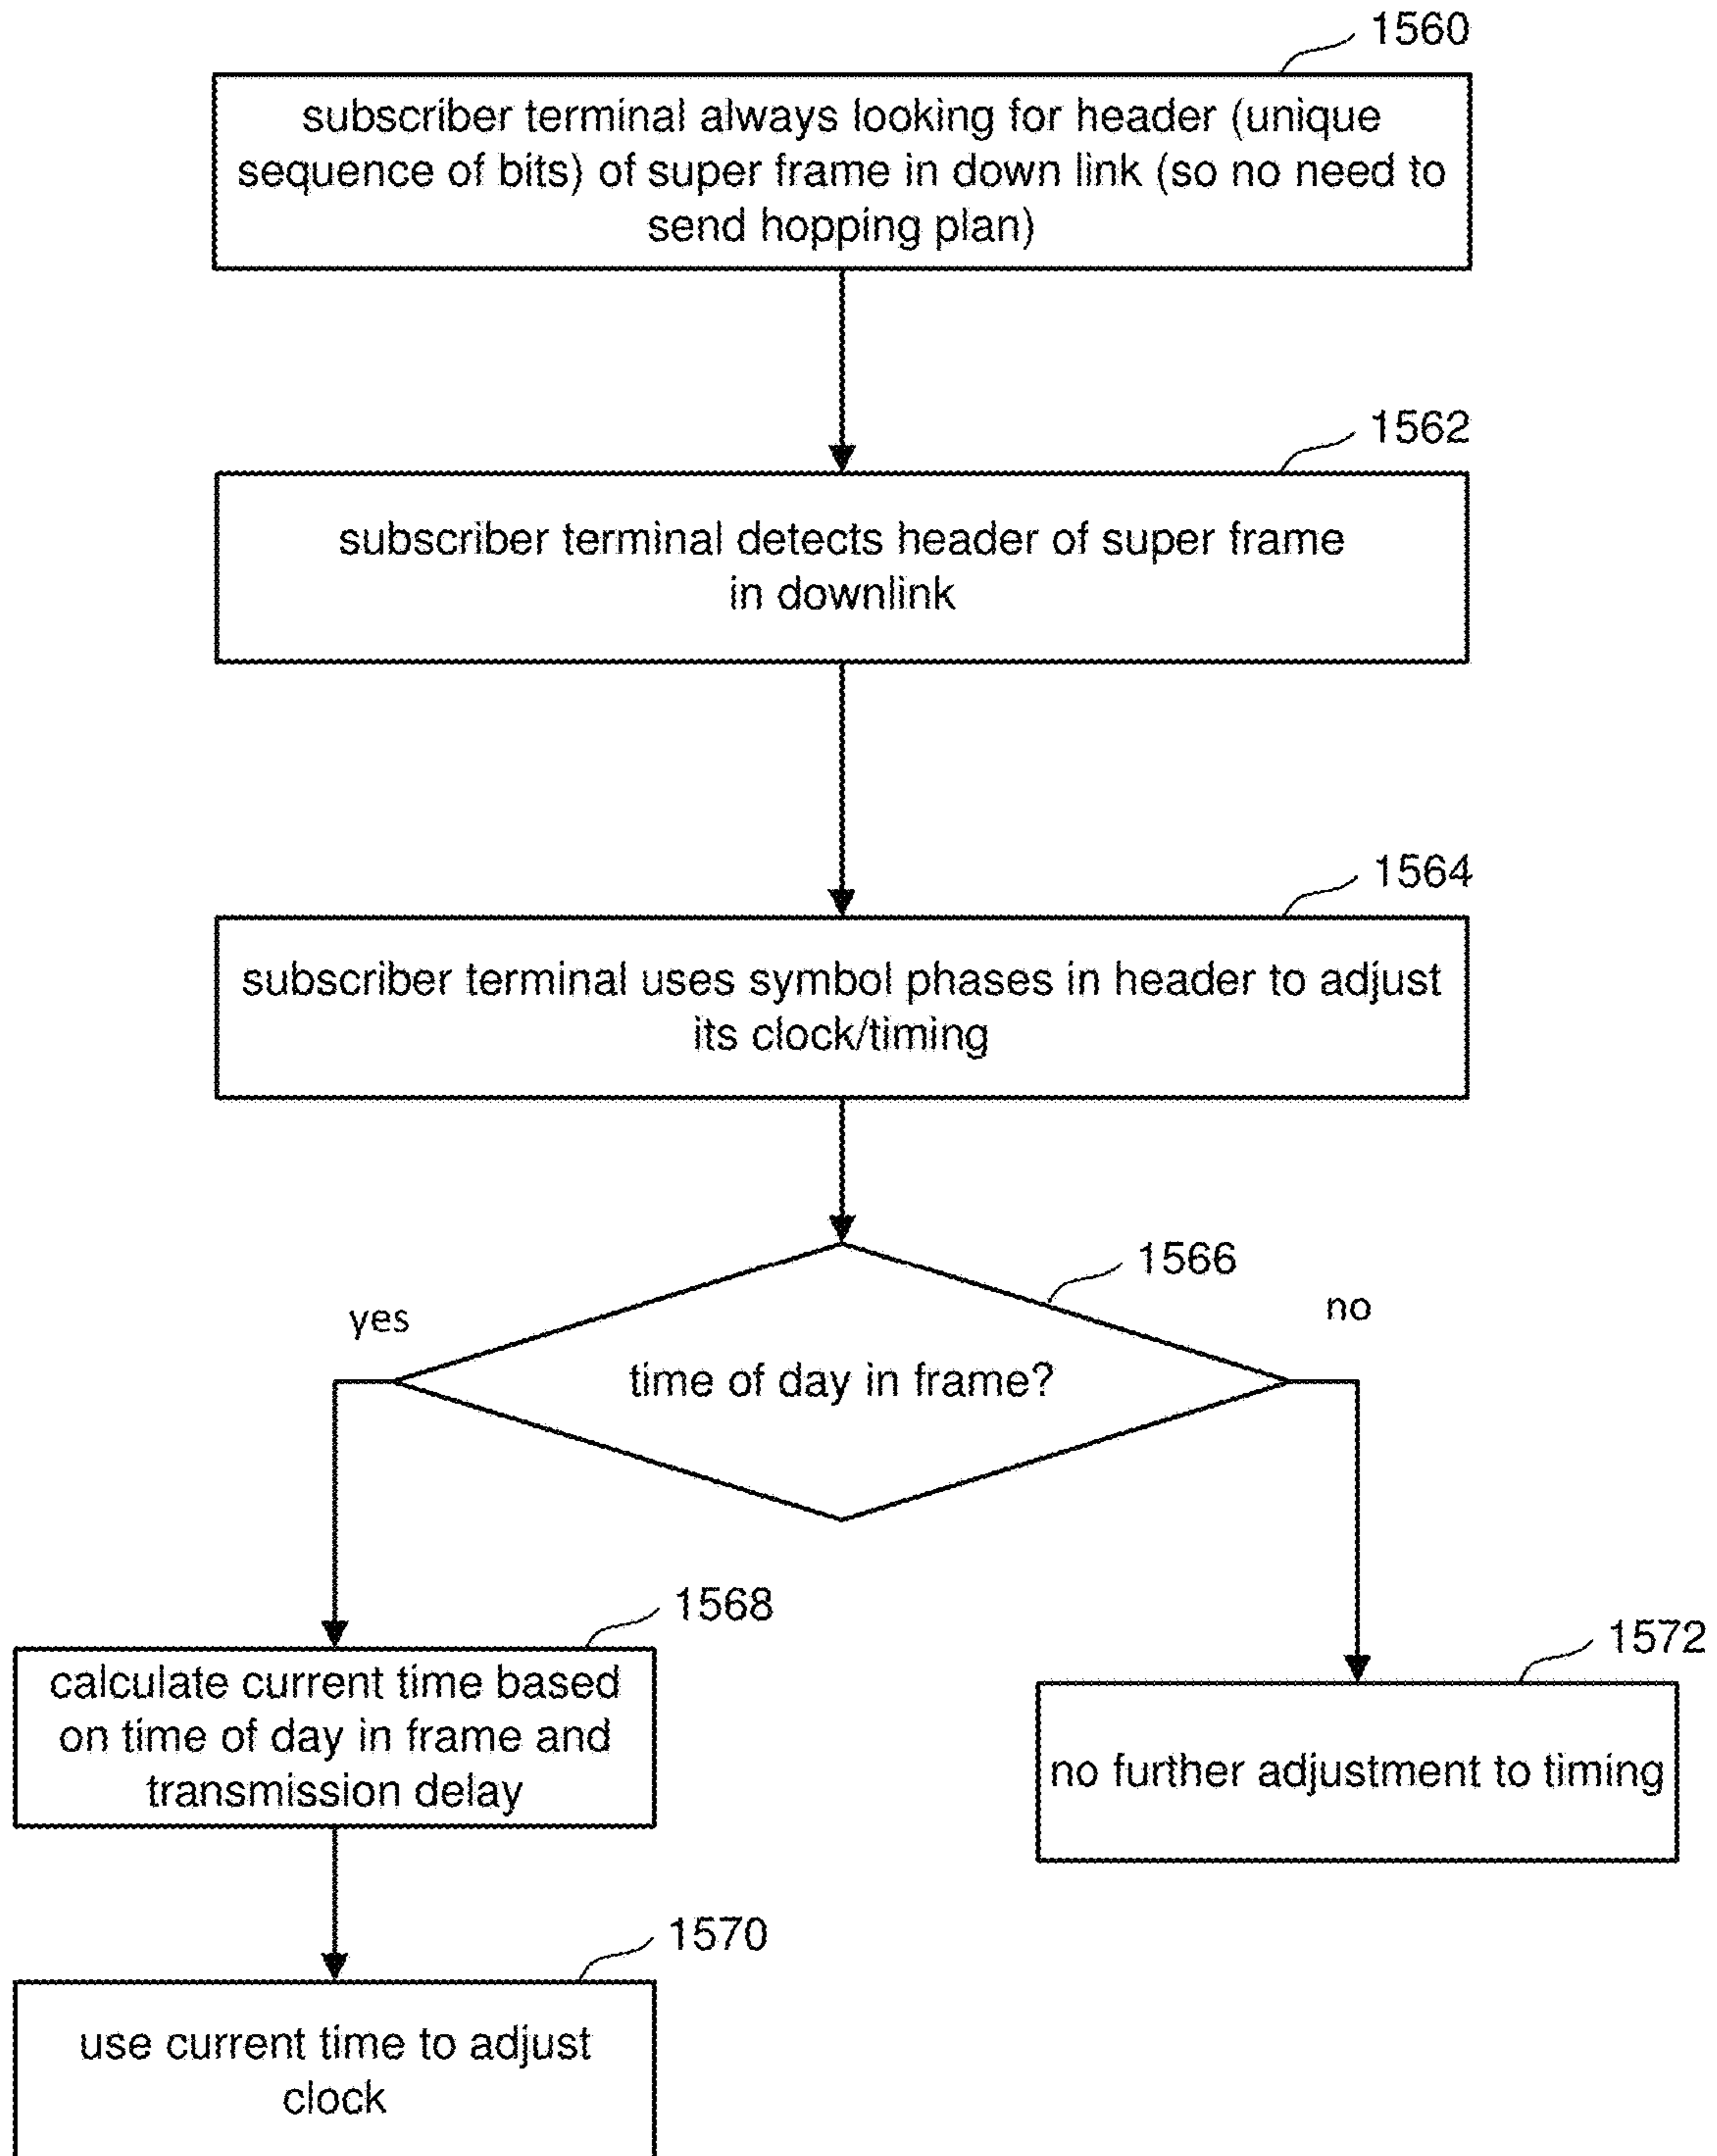 1560
subscriber terminal always looking for header (unique
sequence of bits) of super frame in down link (so no need to
send hopping plan)
1562
subscriber terminal detects header of super frame
in downlink
1564
subscriber terminal uses symbol phases in header to adjust
its clock/timing
1566
yes
no
time of day in frame?
1568
calculate current time based
on time of day in frame and
transmission delay
1572
no further adjustment to timing
1570
use current time to adjust
clock